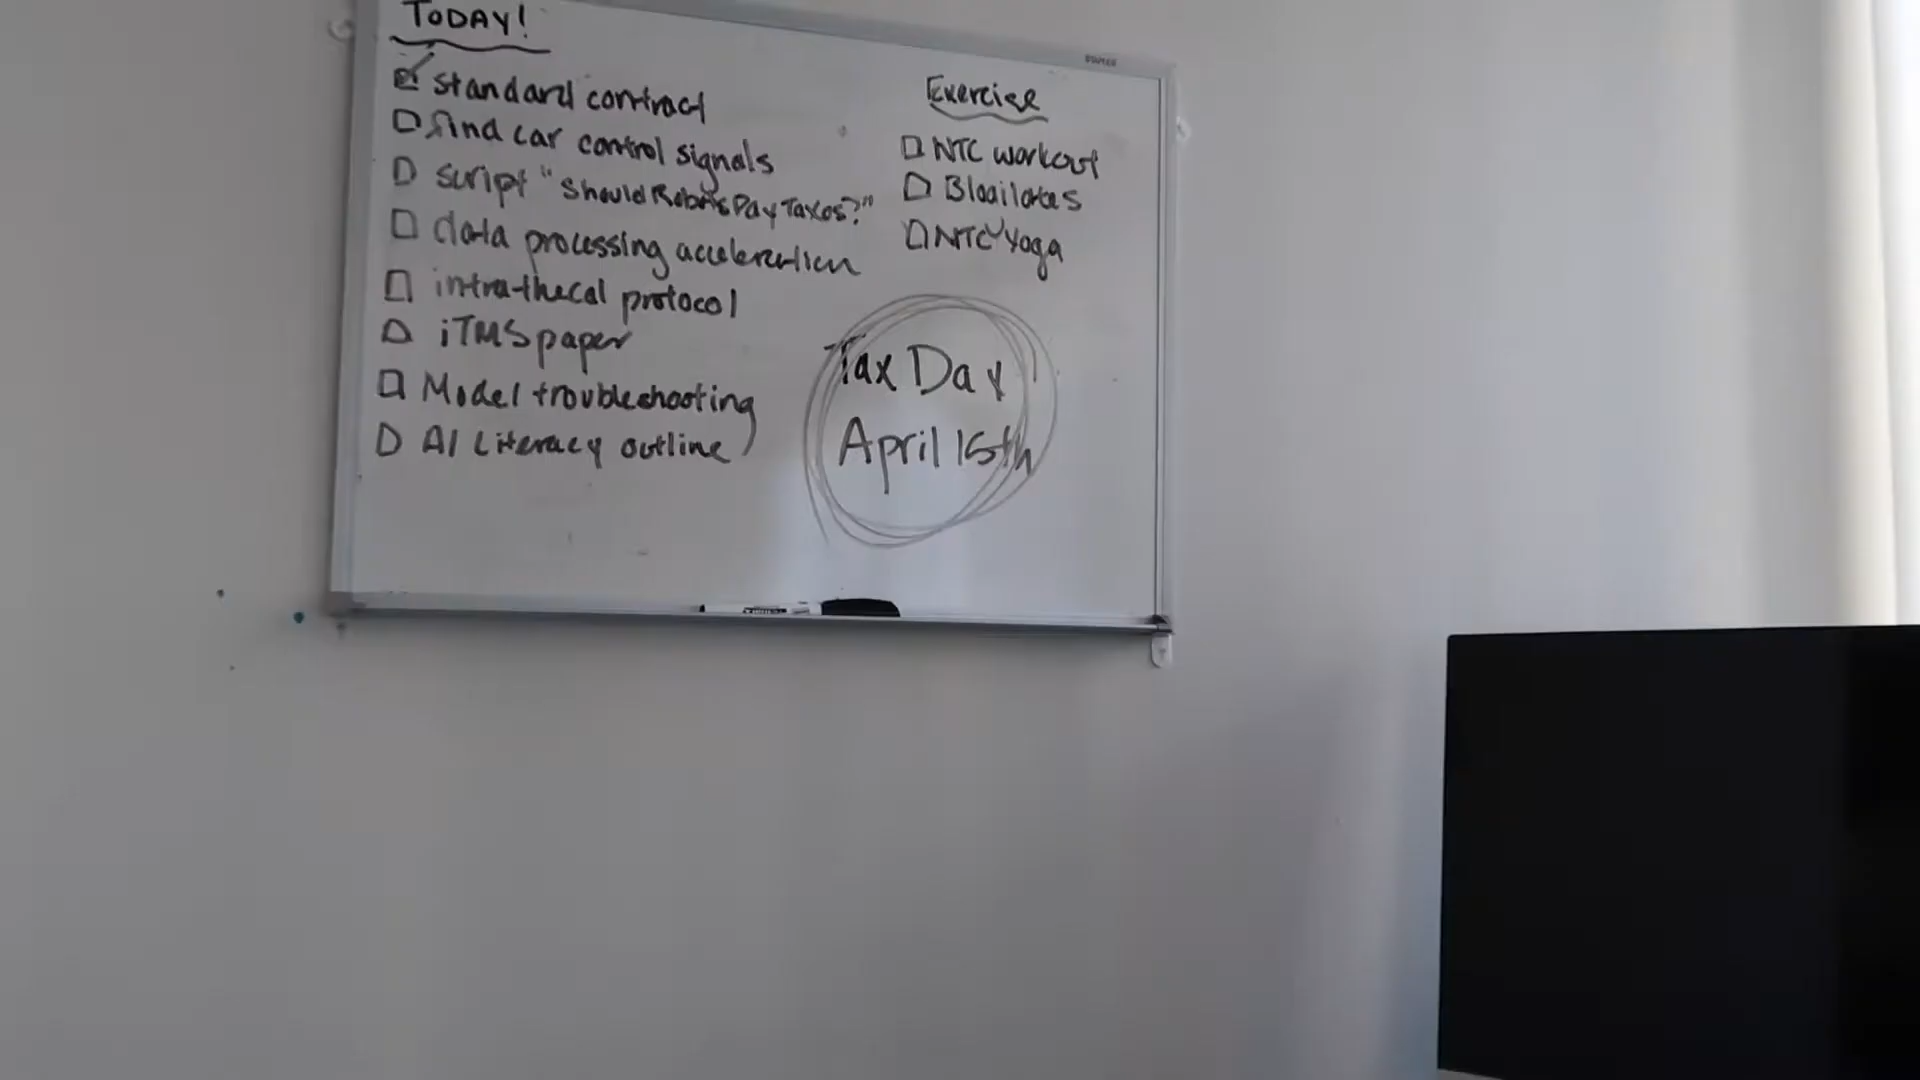 TODAY!
standard contract
find car control signals
script "Should Robots Pay Taxes?"
data processing acceleration
intra-thecal protocol
iTMS paper
Model troubleshooting
AI Literacy outline
Exercise
NTC workout
Blogilates
NTC Yoga
Tax Day
April 15th
STAPLES